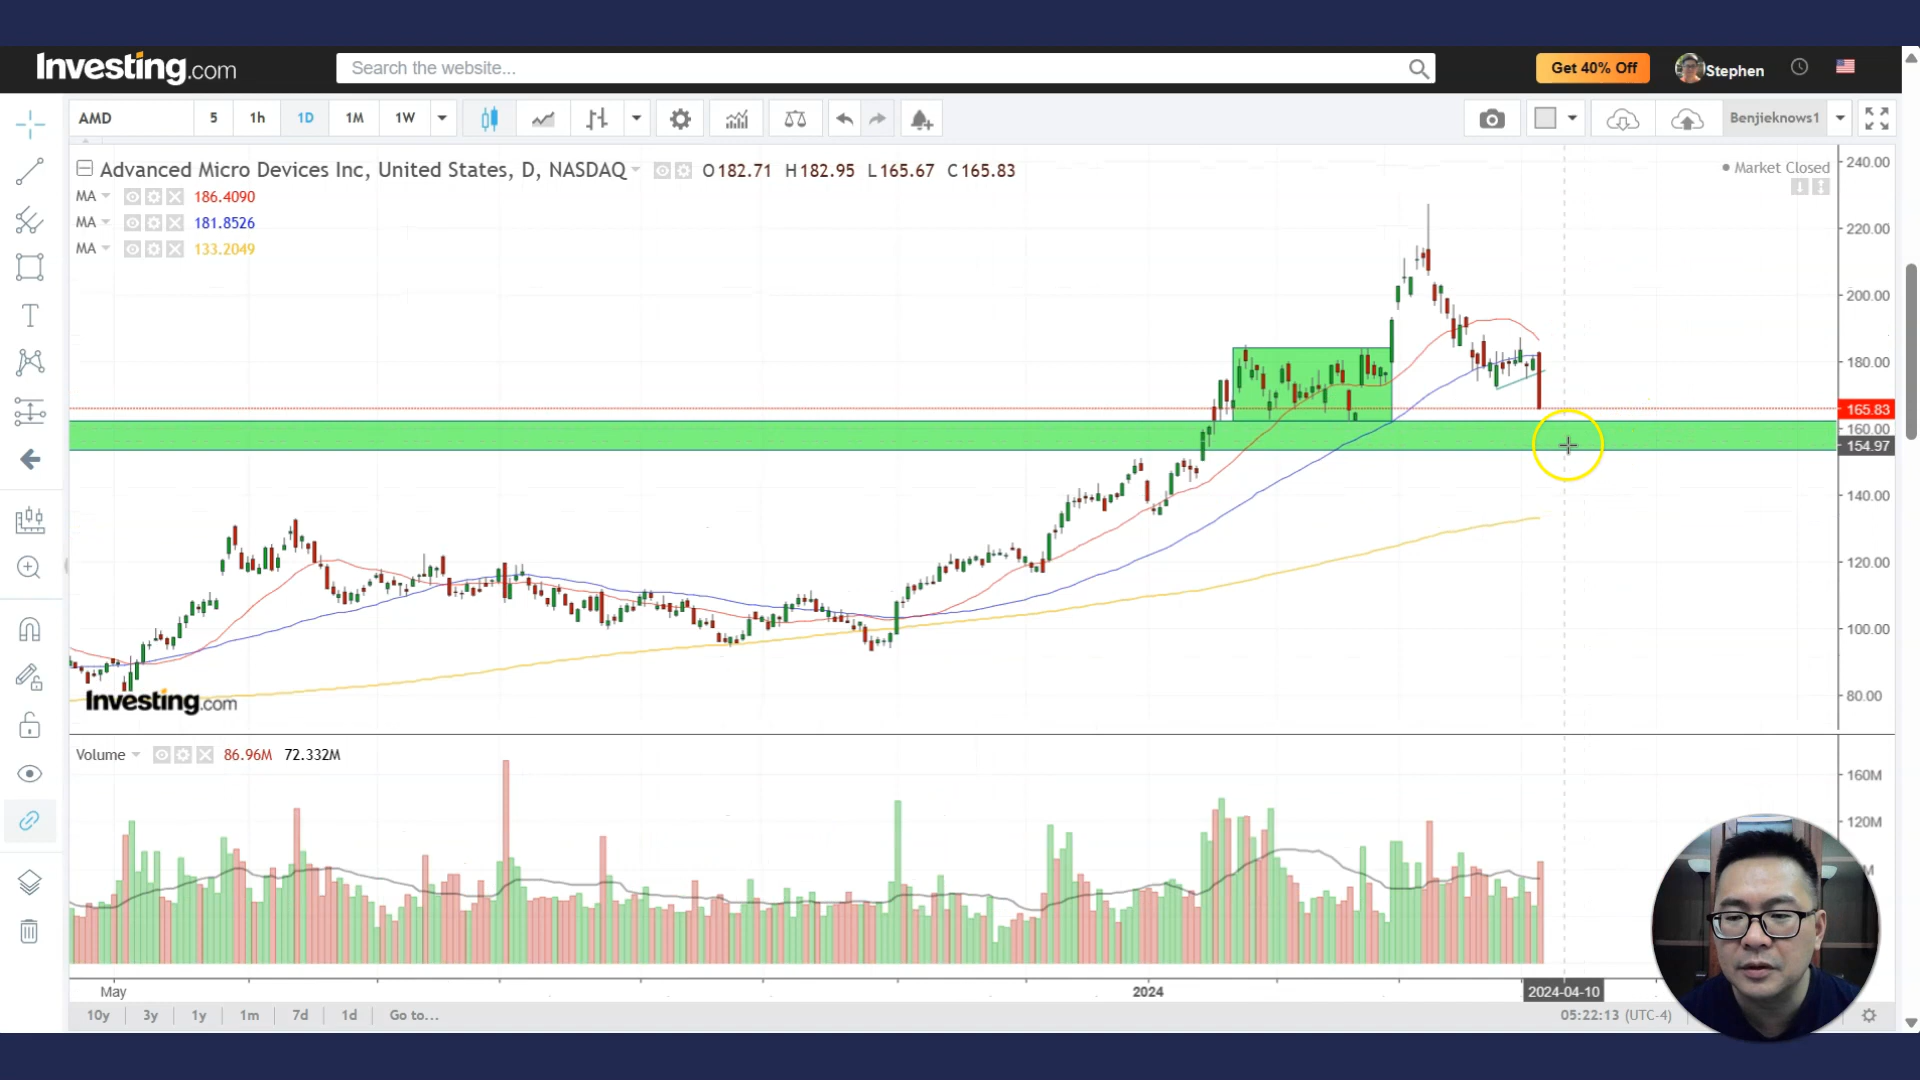 Investing.com
Search the website...
Get 40% Off
Stephen
AMD
5
1h
1D
1M
1W
Benjieknows1
Advanced Micro Devices Inc, United States, D, NASDAQ
O182.71 H182.95 L165.67 C165.83
Market Closed
MA 186.4090
MA 181.8526
MA 133.2049
240.00
220.00
200.00
180.00
165.83
160.00
154.97
140.00
120.00
100.00
80.00
Investing.com
Volume 86.96M 72.332M
160M
120M
May
2024
2024-04-10
10y
3y
1y
1m
7d
1d
Go to...
05:22:13 (UTC-4)